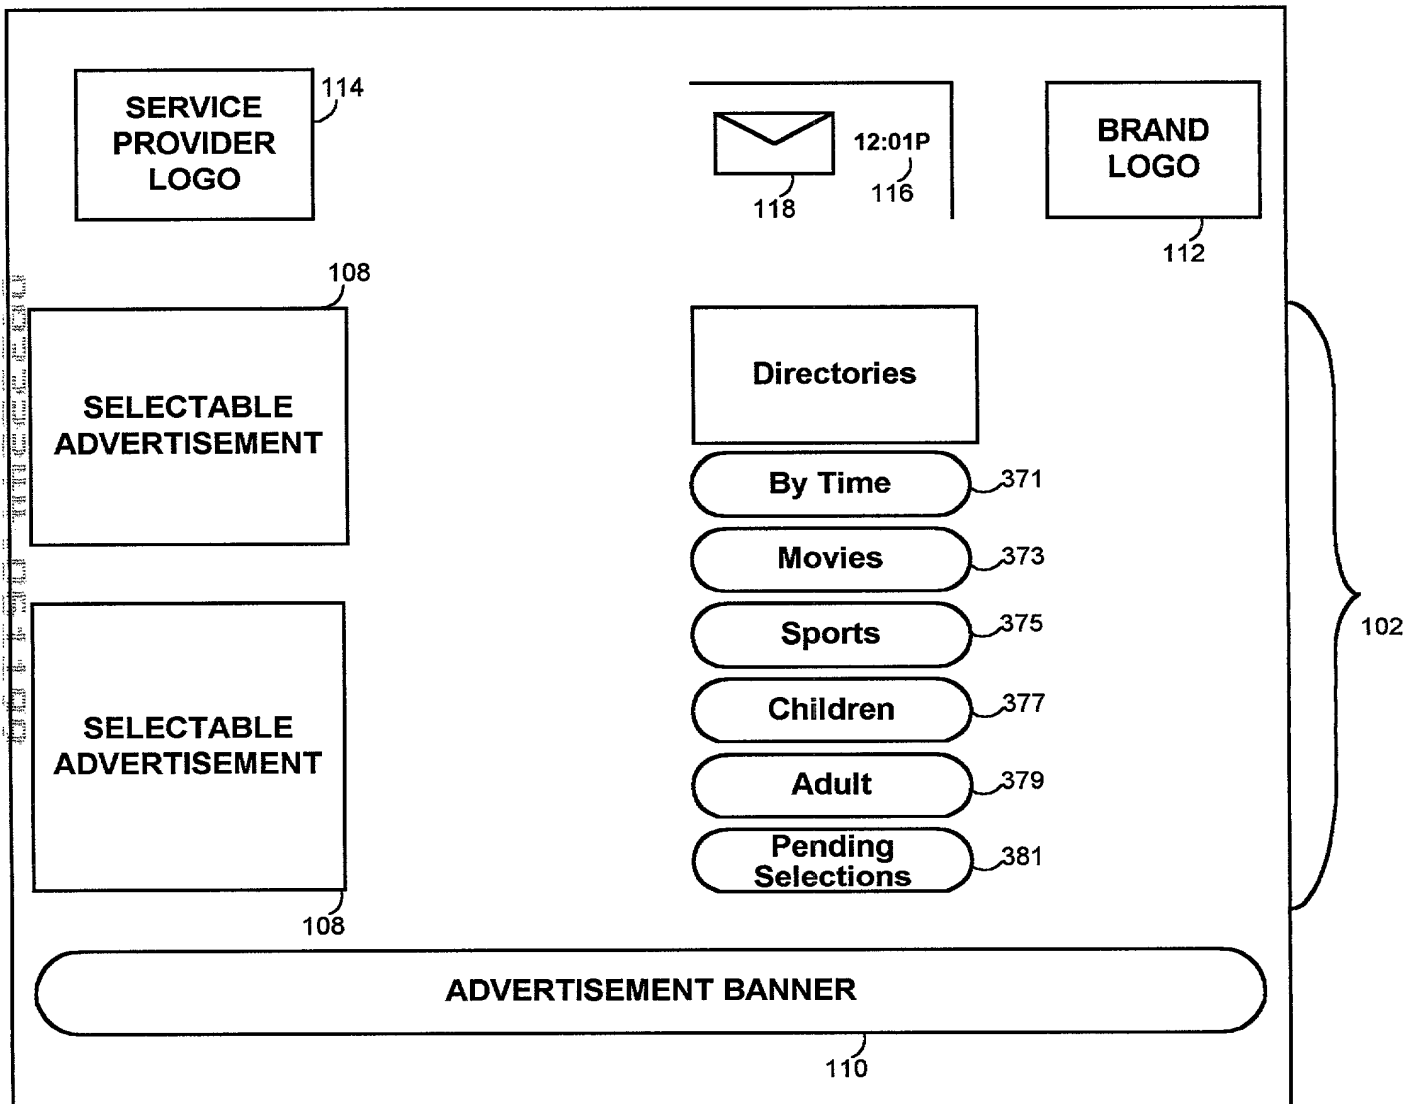 SERVICE
PROVIDER
LOGO
114
12:01P
118
116
BRAND
LOGO
112
108
SELECTABLE
ADVERTISEMENT
Directories
By Time
371
Movies
373
Sports
375
Children
377
Adult
379
Pending
Selections
381
102
SELECTABLE
ADVERTISEMENT
108
ADVERTISEMENT BANNER
110